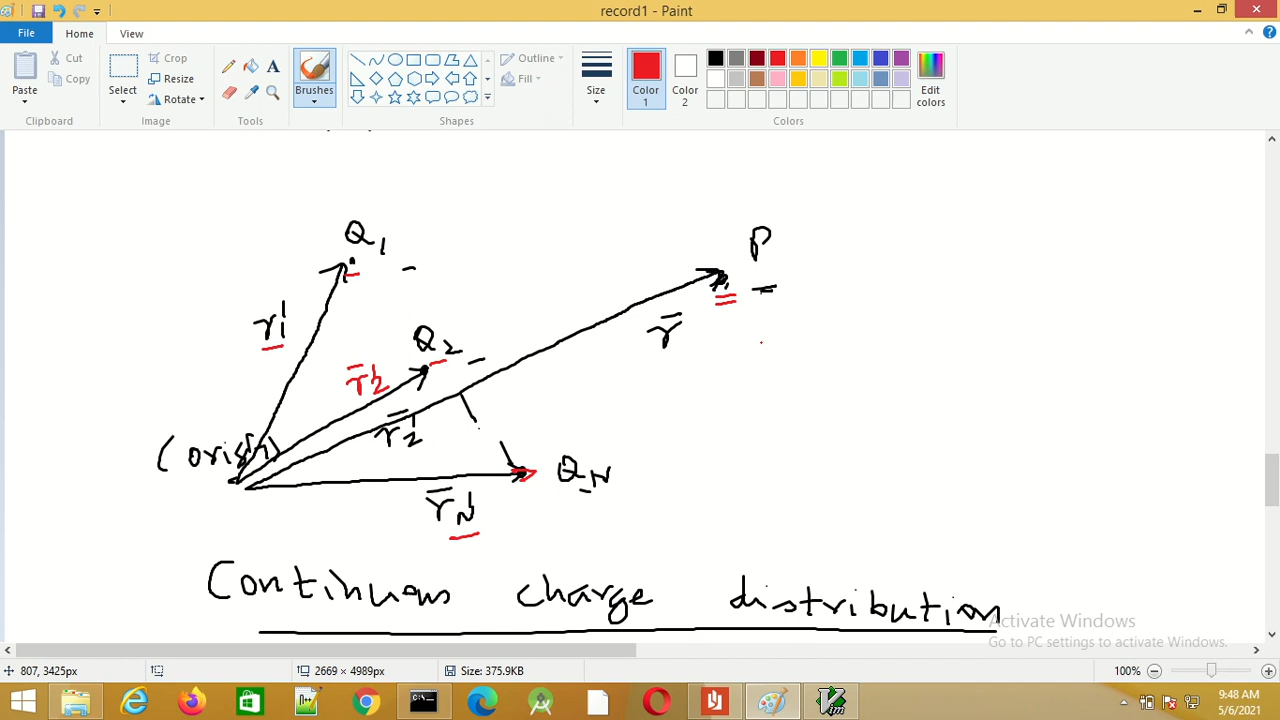 record1 - Paint
File
Home
View
Paste
Cut
Copy
Clipboard
Select
Crop
Resize
Rotate
Image
Tools
Brushes
Shapes
Outline
Fill
Size
Color 1
Color 2
Edit colors
Colors
Q1
P
r1'
Q2
r̅
r̅2'
r̅2'
(origin)
QN
r̅N'
Continuous charge distribution
Activate Windows
Go to PC settings to activate Windows.
807, 3425px
2669 × 4989px
Size: 375.9KB
100%
9:48 AM
5/6/2021